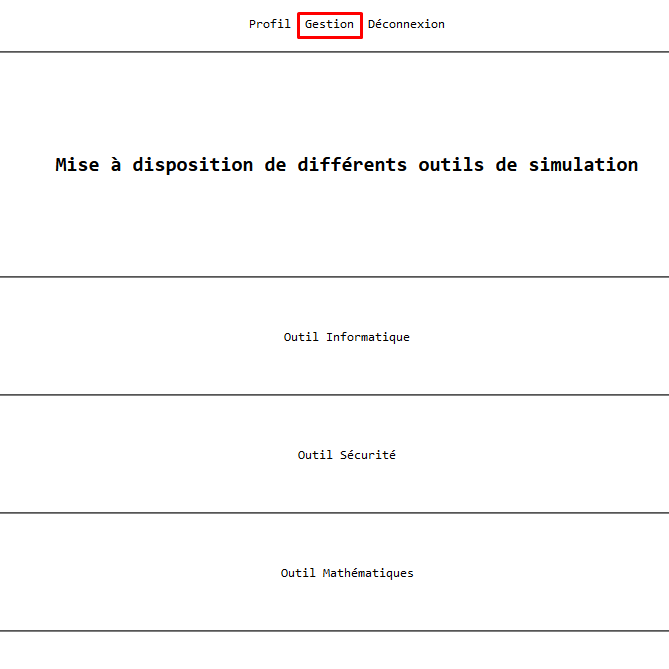 Profil Gestion Déconnexion
Mise à disposition de différents outils de simulation
Outil Informatique
Outil Sécurité
Outil Mathématiques